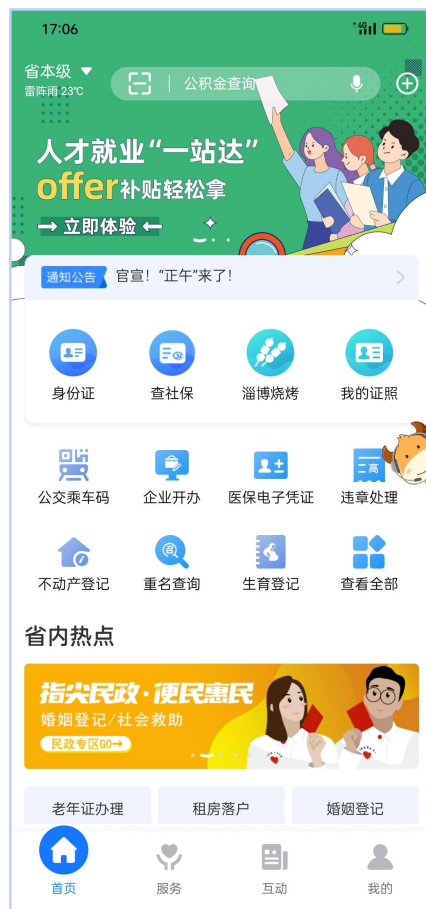 17:06
4G
省本级
雷阵雨 23℃
公积金查询
人才就业“一站达”
offer补贴轻松拿
立即体验
通知公告 官宣！“正午”来了！
身份证 查社保 淄博烧烤 我的证照
公交乘车码 企业开办 医保电子凭证 违章处理
不动产登记 重名查询 生育登记 查看全部
省内热点
指尖民政·便民惠民
婚姻登记/社会救助
民政专区GO→
老年证办理 租房落户 婚姻登记
首页 服务 互动 我的